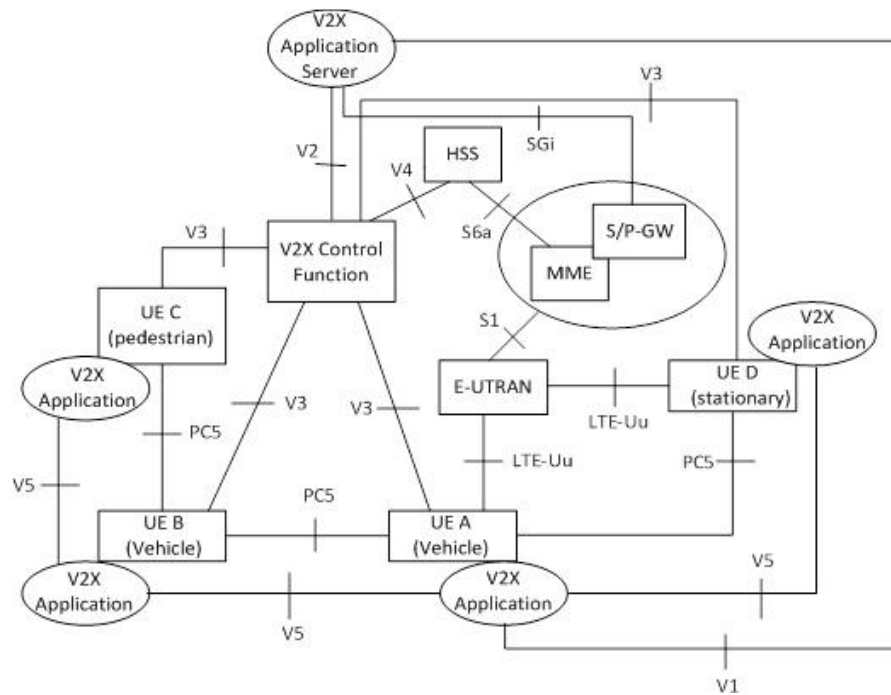 V2X
Application
Server
V3
SGi
V2
HSS
V4
S6a
S/P-GW
MME
V3
V2X Control
Function
UE C
(pedestrian)
S1
V2X
Application
V2X
Application
E-UTRAN
UE D
(stationary)
LTE-Uu
V3
V3
PC5
LTE-Uu
PC5
V5
PC5
UE B
(Vehicle)
UE A
(Vehicle)
V2X
Application
V2X
Application
V5
V5
V1